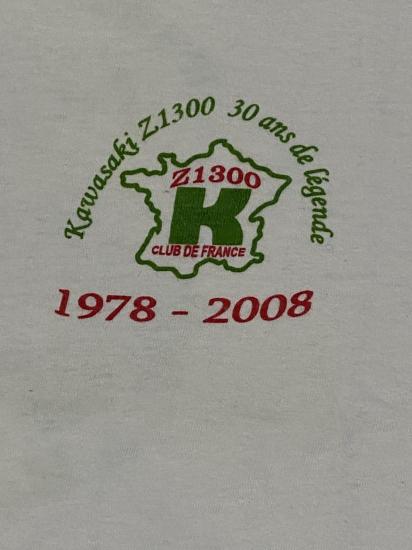 Kawasaki Z1300 30 ans de légende
Z1300
K
CLUB DE FRANCE
1978 - 2008